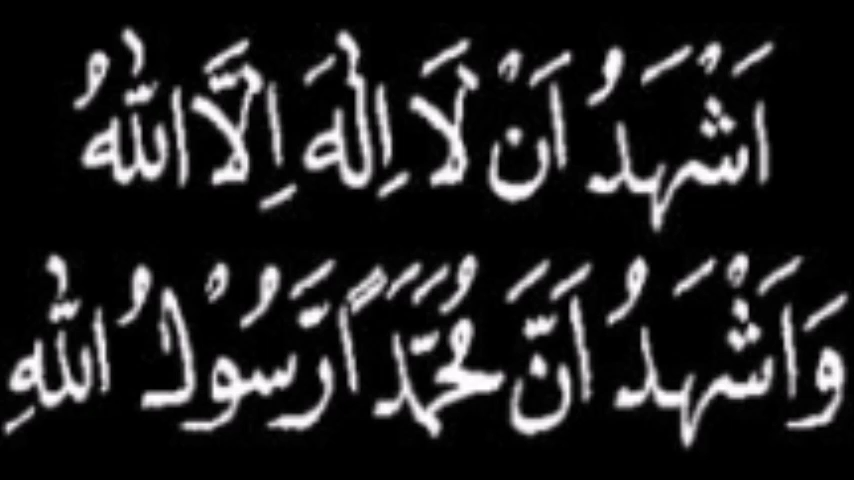 اَشْهَدُ اَنْ لَا اِلٰهَ اِلَّا اللّٰهُ
وَاَشْهَدُ اَنَّ مُحَمَّدًا رَّسُوْلُ اللّٰهِ